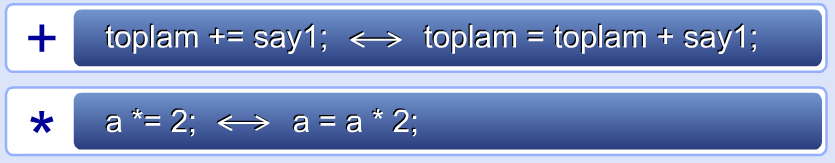 + toplam += say1; ⟷ toplam = toplam + say1;
* a *= 2; ⟷ a = a * 2;